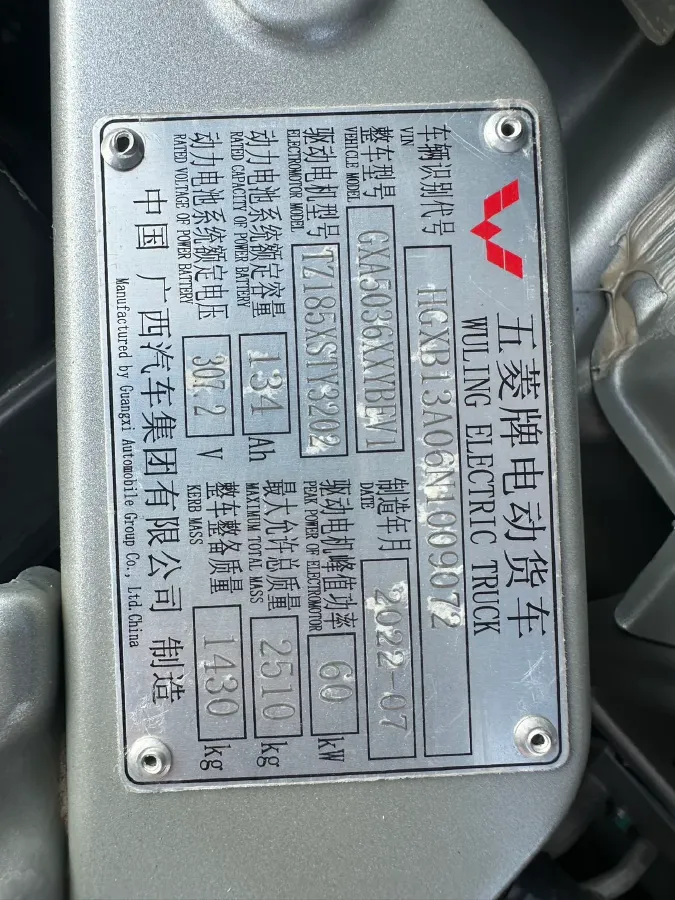 五菱牌电动货车
WULING ELECTRIC TRUCK
车辆识别代号 HGXB13A06N1009072
VIN
整车型号 GXA5036XXYBEV1 制造年月 2022-07
VEHICLE MODEL DATE
驱动电机型号 TZ185XSTY3202 驱动电机峰值功率 60 kW
ELECTROMOTOR MODEL PEAK POWER OF ELECTROMOTOR
动力电池系统额定容量 134 Ah 最大允许总质量 2510 kg
RATED CAPACITY OF POWER BATTERY MAXIMUM TOTAL MASS
动力电池系统额定电压 307.2 V 整车整备质量 1430 kg
RATED VOLTAGE OF POWER BATTERY KERB MASS
中国 广西汽车集团有限公司 制造
Manufactured by Guangxi Automobile Group Co., Ltd.China